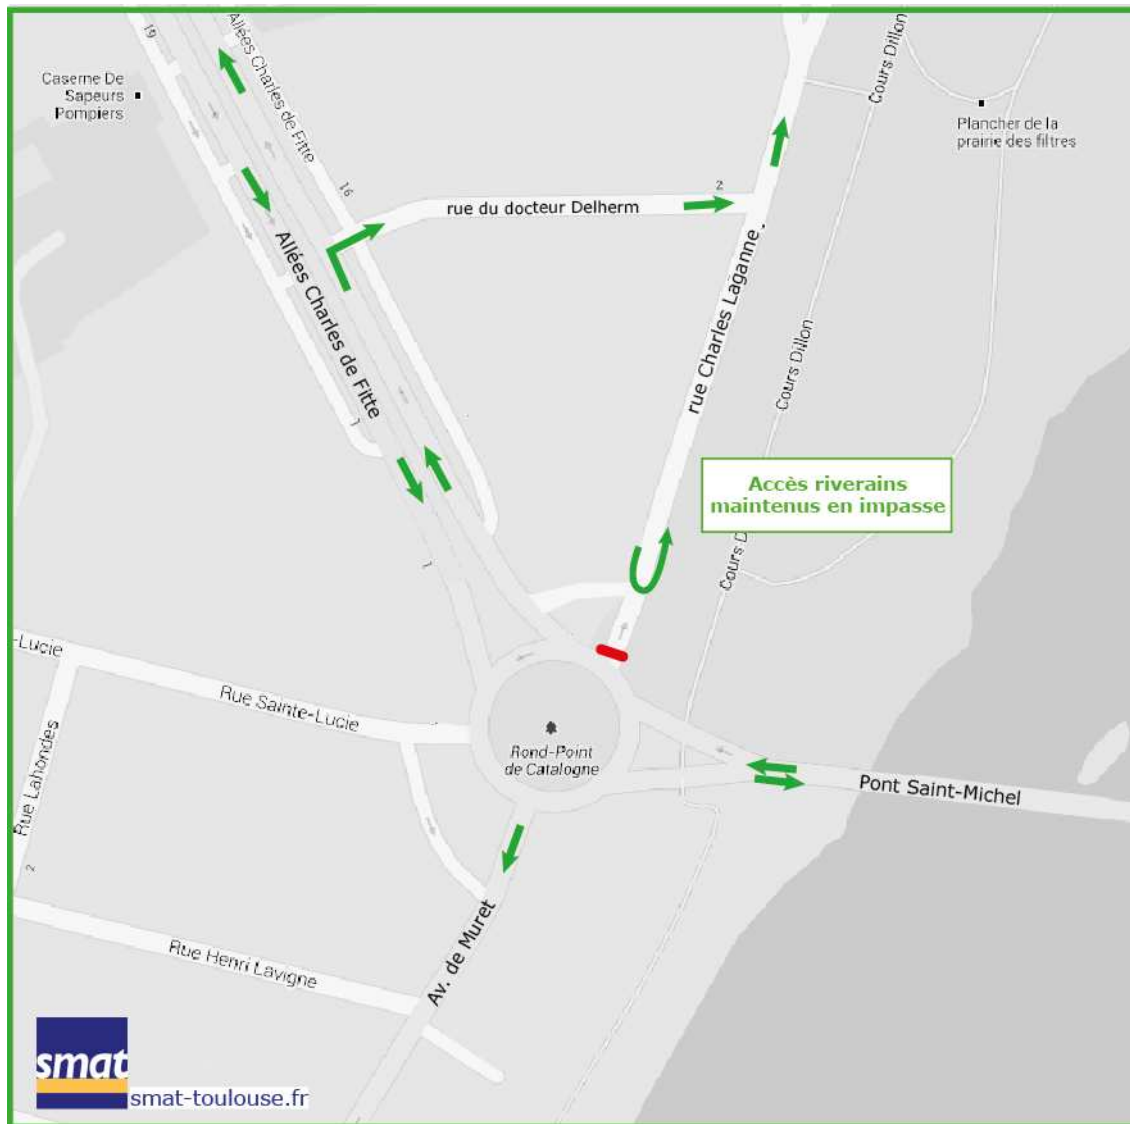 19
Allées Charles de Fitte
Cours Dillon
Caserne De
Sapeurs
Pompiers
Plancher de la
prairie des filtres
16
2
rue du docteur Delherm
Allées Charles de Fitte
rue Charles Laganne
Cours Dillon
1
Accès riverains
maintenus en impasse
Cours D
1
-Lucie
Rue Sainte-Lucie
Rond-Point
de Catalogne
Rue Lahondes
Pont Saint-Michel
2
Av. de Muret
Rue Henri Lavigne
smat
smat-toulouse.fr